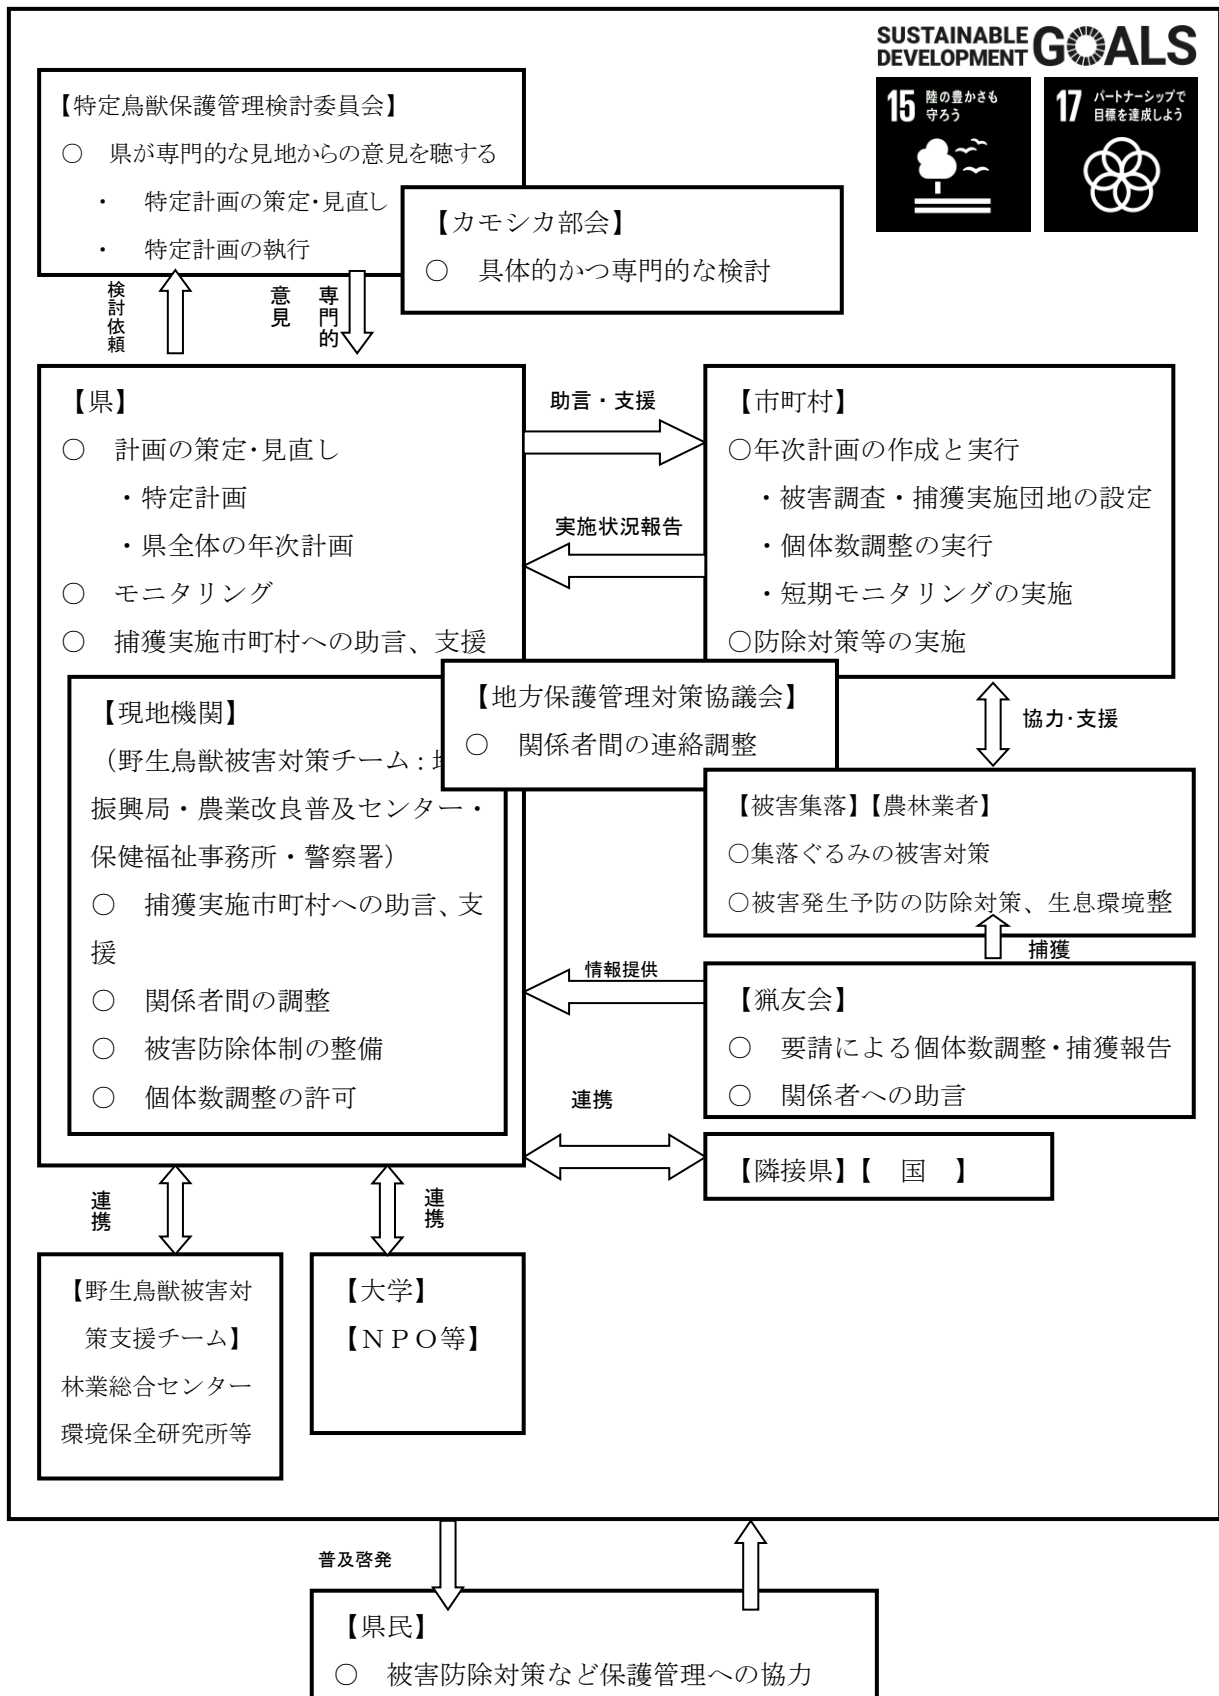 SUSTAINABLE
DEVELOPMENT GOALS
15 陸の豊かさも
守ろう
17 パートナーシップで
目標を達成しよう
【特定鳥獣保護管理検討委員会】
○ 県が専門的な見地からの意見を聴する
・ 特定計画の策定・見直し
・ 特定計画の執行
【カモシカ部会】
○ 具体的かつ専門的な検討
検討依頼
専門的
意見
【県】
○ 計画の策定・見直し
・特定計画
・県全体の年次計画
○ モニタリング
○ 捕獲実施市町村への助言、支援
助言・支援
実施状況報告
【市町村】
○年次計画の作成と実行
・被害調査・捕獲実施団地の設定
・個体数調整の実行
・短期モニタリングの実施
○防除対策等の実施
【地方保護管理対策協議会】
○ 関係者間の連絡調整
協力・支援
【現地機関】
（野生鳥獣被害対策チーム：
振興局・農業改良普及センター・
保健福祉事務所・警察署）
○ 捕獲実施市町村への助言、支
援
○ 関係者間の調整
○ 被害防除体制の整備
○ 個体数調整の許可
【被害集落】【農林業者】
○集落ぐるみの被害対策
○被害発生予防の防除対策、生息環境整
捕獲
情報提供
【猟友会】
○ 要請による個体数調整・捕獲報告
○ 関係者への助言
連携
【隣接県】【　国　】
連携
連携
【野生鳥獣被害対
策支援チーム】
林業総合センター
環境保全研究所等
【大学】
【ＮＰＯ等】
普及啓発
【県民】
○ 被害防除対策など保護管理への協力